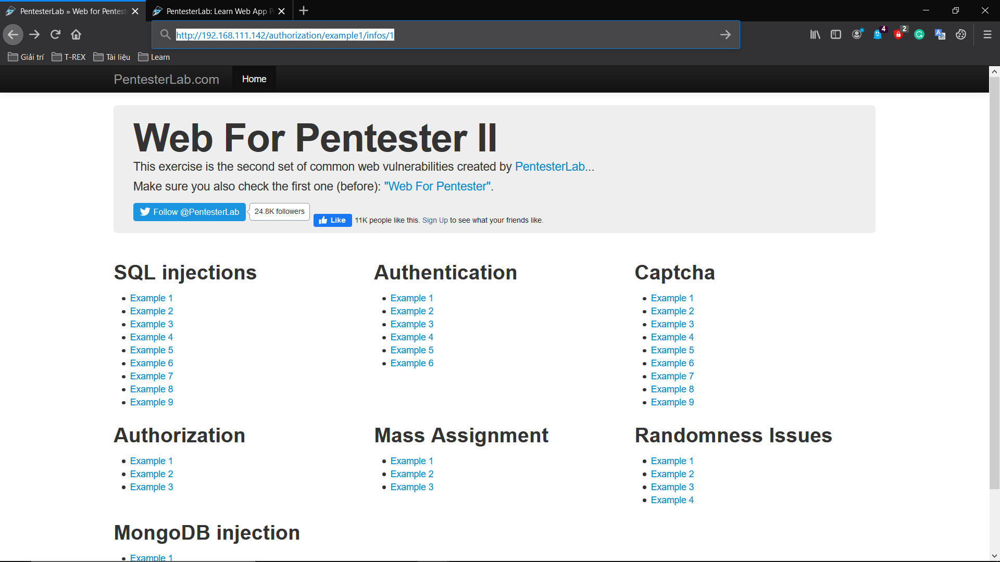 PentesterLab » Web for Pentest
PentesterLab: Learn Web App P
http://192.168.111.142/authorization/example1/infos/1
4
2
Giải trí
T-REX
Tài liệu
Learn
PentesterLab.com
Home
Web For Pentester II
This exercise is the second set of common web vulnerabilities created by PentesterLab...
Make sure you also check the first one (before): "Web For Pentester".
Follow @PentesterLab
24.8K followers
Like
11K people like this. Sign Up to see what your friends like.
SQL injections
Example 1
Example 2
Example 3
Example 4
Example 5
Example 6
Example 7
Example 8
Example 9
Authentication
Example 1
Example 2
Example 3
Example 4
Example 5
Example 6
Captcha
Example 1
Example 2
Example 3
Example 4
Example 5
Example 6
Example 7
Example 8
Example 9
Authorization
Example 1
Example 2
Example 3
Mass Assignment
Example 1
Example 2
Example 3
Randomness Issues
Example 1
Example 2
Example 3
Example 4
MongoDB injection
Example 1